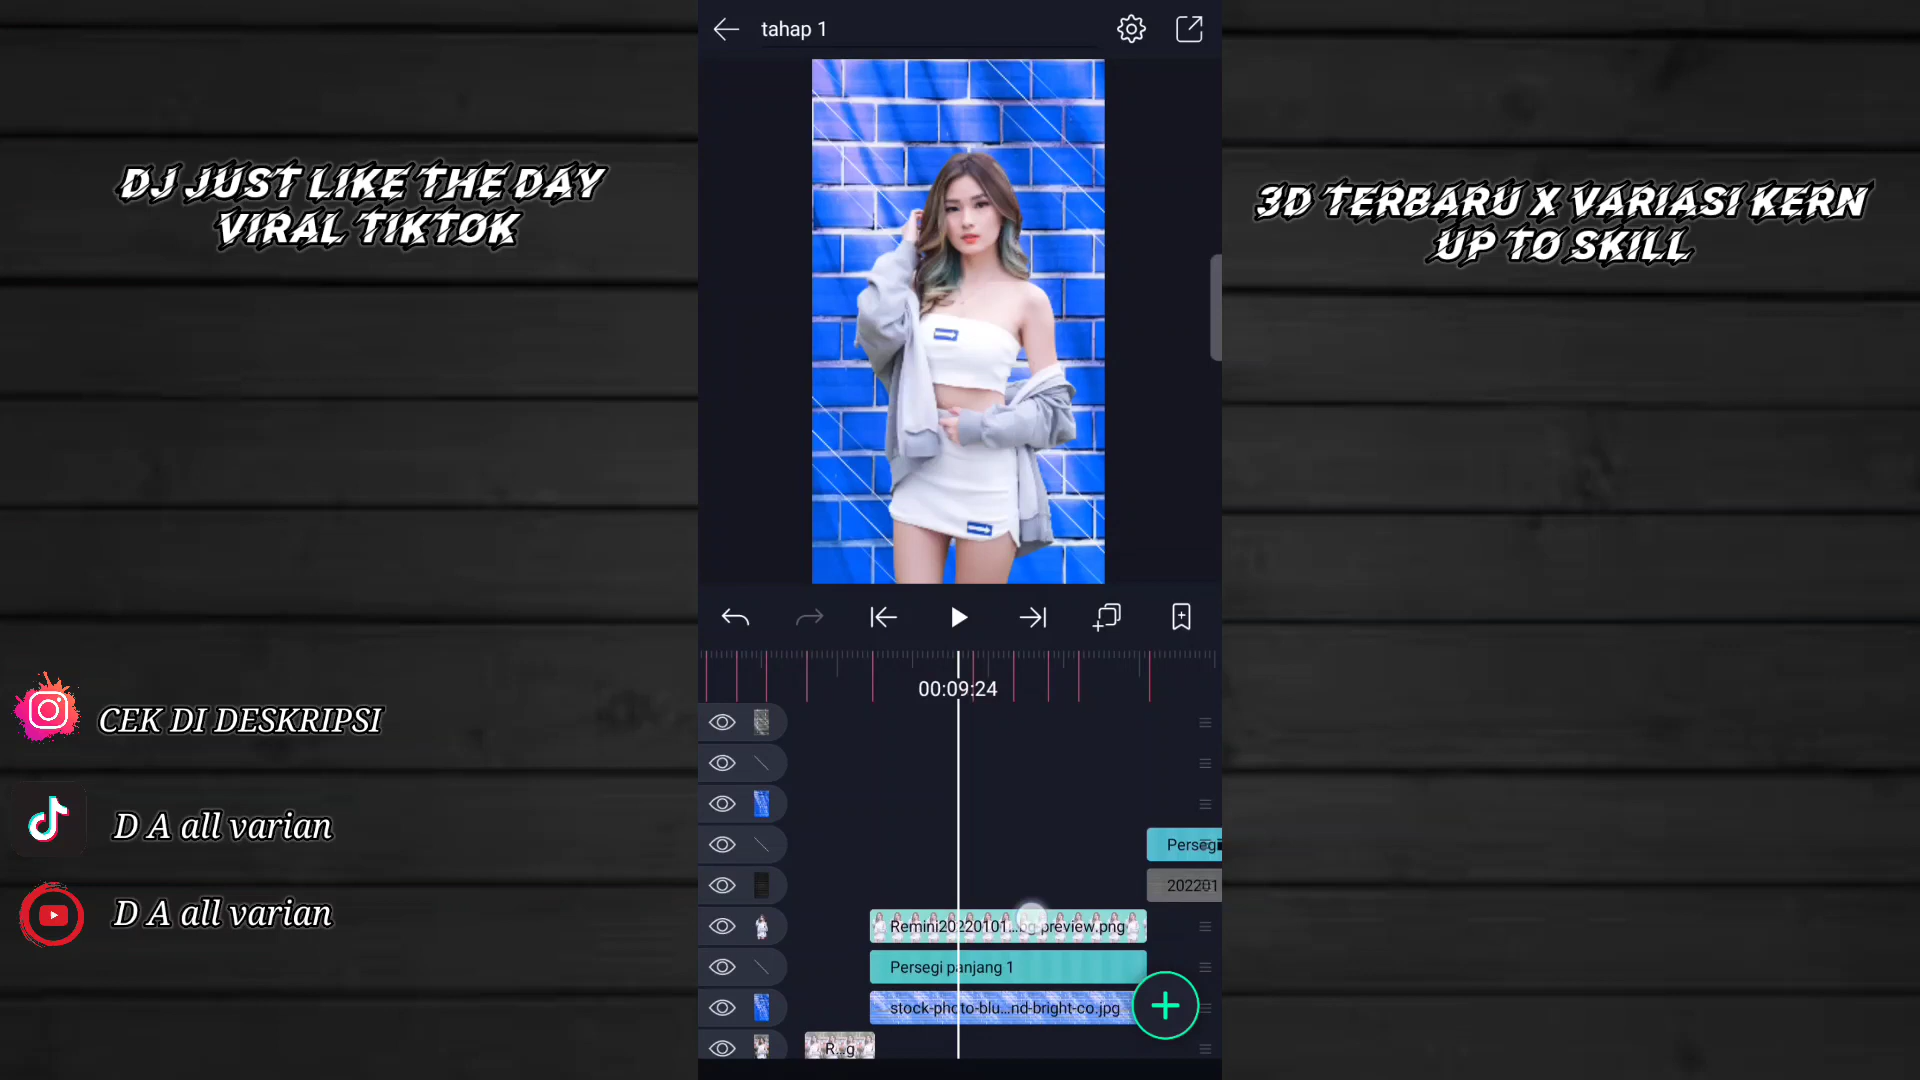 tahap 1
DJ JUST LIKE THE DAY
VIRAL TIKTOK
3D TERBARU X VARIASI KERN
UP TO SKILL
CEK DI DESKRIPSI
D A all varian
D A all varian
00:09:24
Persegi
202201
Remini20220101...bg-preview.png
Persegi panjang 1
stock-photo-blu...nd-bright-co.jpg
R...g